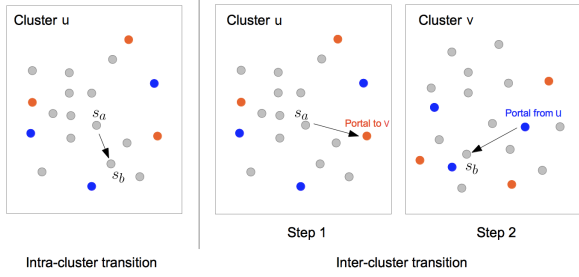 Cluster u
s_a
s_b
Intra-cluster transition
Cluster u
s_a
Portal to v
Step 1
Cluster v
Portal from u
s_b
Step 2
Inter-cluster transition